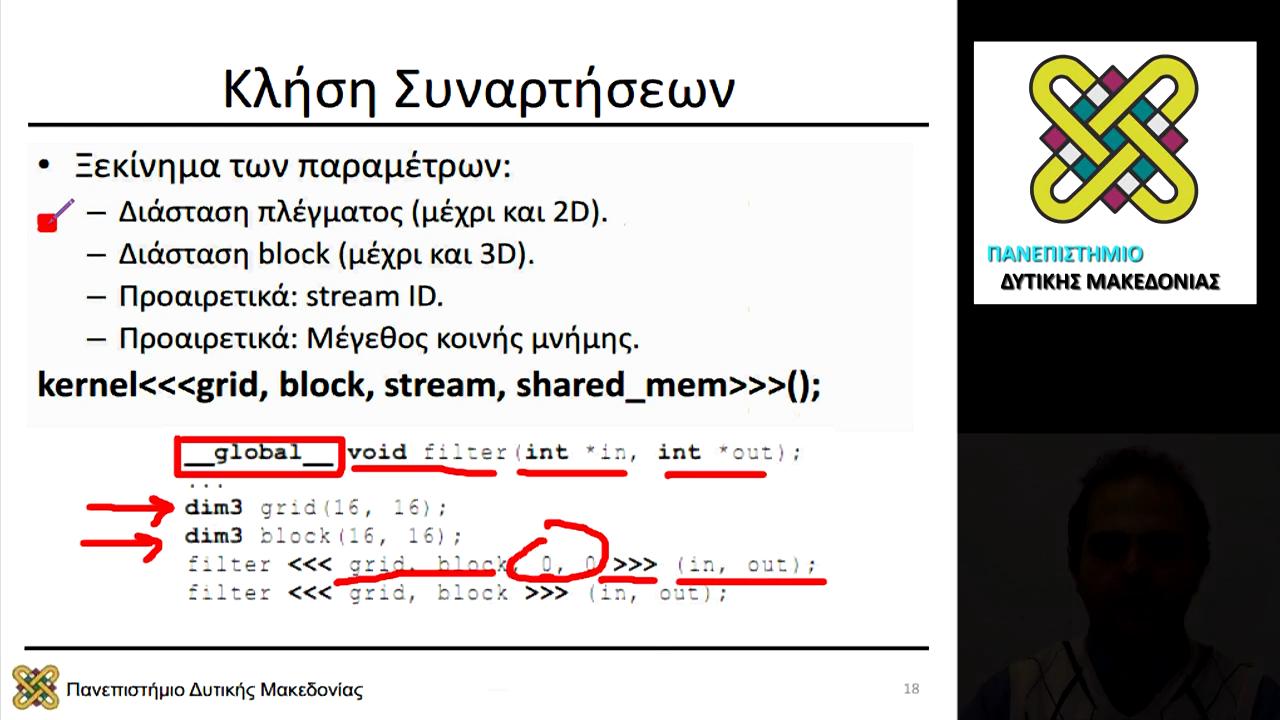 Κλήση Συναρτήσεων
• Ξεκίνημα των παραμέτρων:
– Διάσταση πλέγματος (μέχρι και 2D).
– Διάσταση block (μέχρι και 3D).
– Προαιρετικά: stream ID.
– Προαιρετικά: Μέγεθος κοινής μνήμης.
kernel<<<grid, block, stream, shared_mem>>>();
__global__ void filter(int *in, int *out);
...
dim3 grid(16, 16);
dim3 block(16, 16);
filter <<< grid, block, 0, 0 >>> (in, out);
filter <<< grid, block >>> (in, out);
Πανεπιστήμιο Δυτικής Μακεδονίας
18
ΠΑΝΕΠΙΣΤΗΜΙΟ
ΔΥΤΙΚΗΣ ΜΑΚΕΔΟΝΙΑΣ